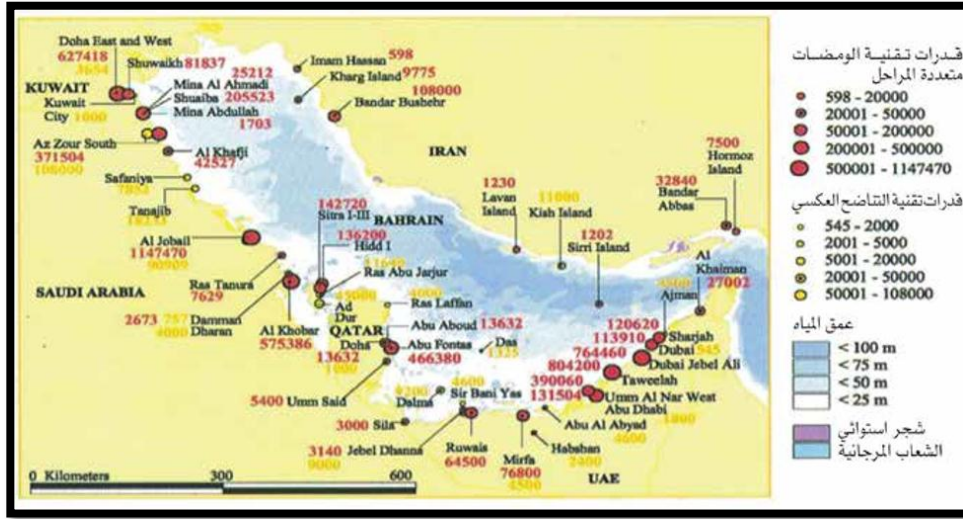 Doha East and West
627418
3654
Shuwaikh 81837
KUWAIT
Kuwait
City 1000
25212
Mina Al Ahmadi
Shuaiba 205523
Mina Abdullah
1703
Az Zour South
371504
108000
Al Khafji
42527
Safaniya
7853
Tanajib
Al Jobail
1147470
90909
SAUDI ARABIA
Ras Tanura
7629
2673 757 Damman
4000 Dharan
Al Khobar
575386
Imam Hassan 598
Kharg Island 9775
108000
Bandar Bushehr
IRAN
142720
Sitra I-III
BAHRAIN
136200
Hidd I
Ras Abu Jarjur
45000
Ad
Dur
4000
Ras Laffan
QATAR
Doha
13632
1000
Abu Aboud 13632
Abu Fontas
466380
Das
1325
5400 Umm Said
3000 Sila
Dalma
4600
Sir Bani Yas
3140 Jebel Dhanna
9000
Ruwais
64500
Mirfa
76800
4500
Habshan
2400
Abu Al Abyad
4600
UAE
1230
Lavan
Island
11000
Kish Island
1202
Sirri Island
7500
Hormoz
Island
32840
Bandar
Abbas
Al
Khaiman
27002
Ajman
120620
113910
Sharjah
Dubai 545
764460
Dubai Jebel Ali
804200
Taweelah
390060
131504
Umm Al Nar West
Abu Dhabi
1800
0 Kilometers 300 600
قدرات تقنية الومضات
متعددة المراحل
598 - 20000
20001 - 50000
50001 - 200000
200001 - 500000
500001 - 1147470
قدرات تقنية التناضح العكسي
545 - 2000
2001 - 5000
5001 - 20000
20001 - 50000
50001 - 108000
عمق المياه
< 100 m
< 75 m
< 50 m
< 25 m
شجر استوائي
الشعاب المرجانية